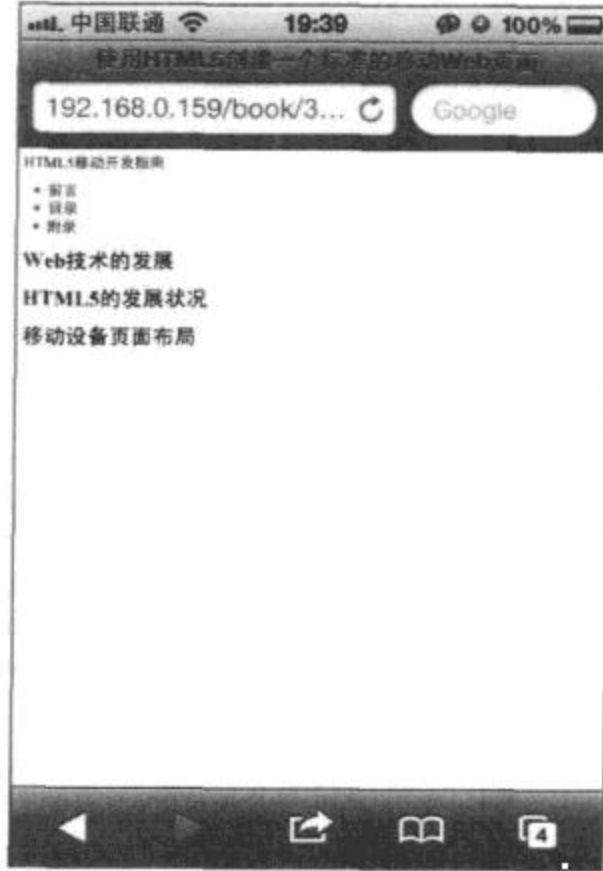 中国联通 19:39 100%
使用HTML5创建一个标准的移动Web页面
192.168.0.159/book/3... Google
HTML5移动开发指南
• 留言
• 目录
• 附录
Web技术的发展
HTML5的发展状况
移动设备页面布局
4